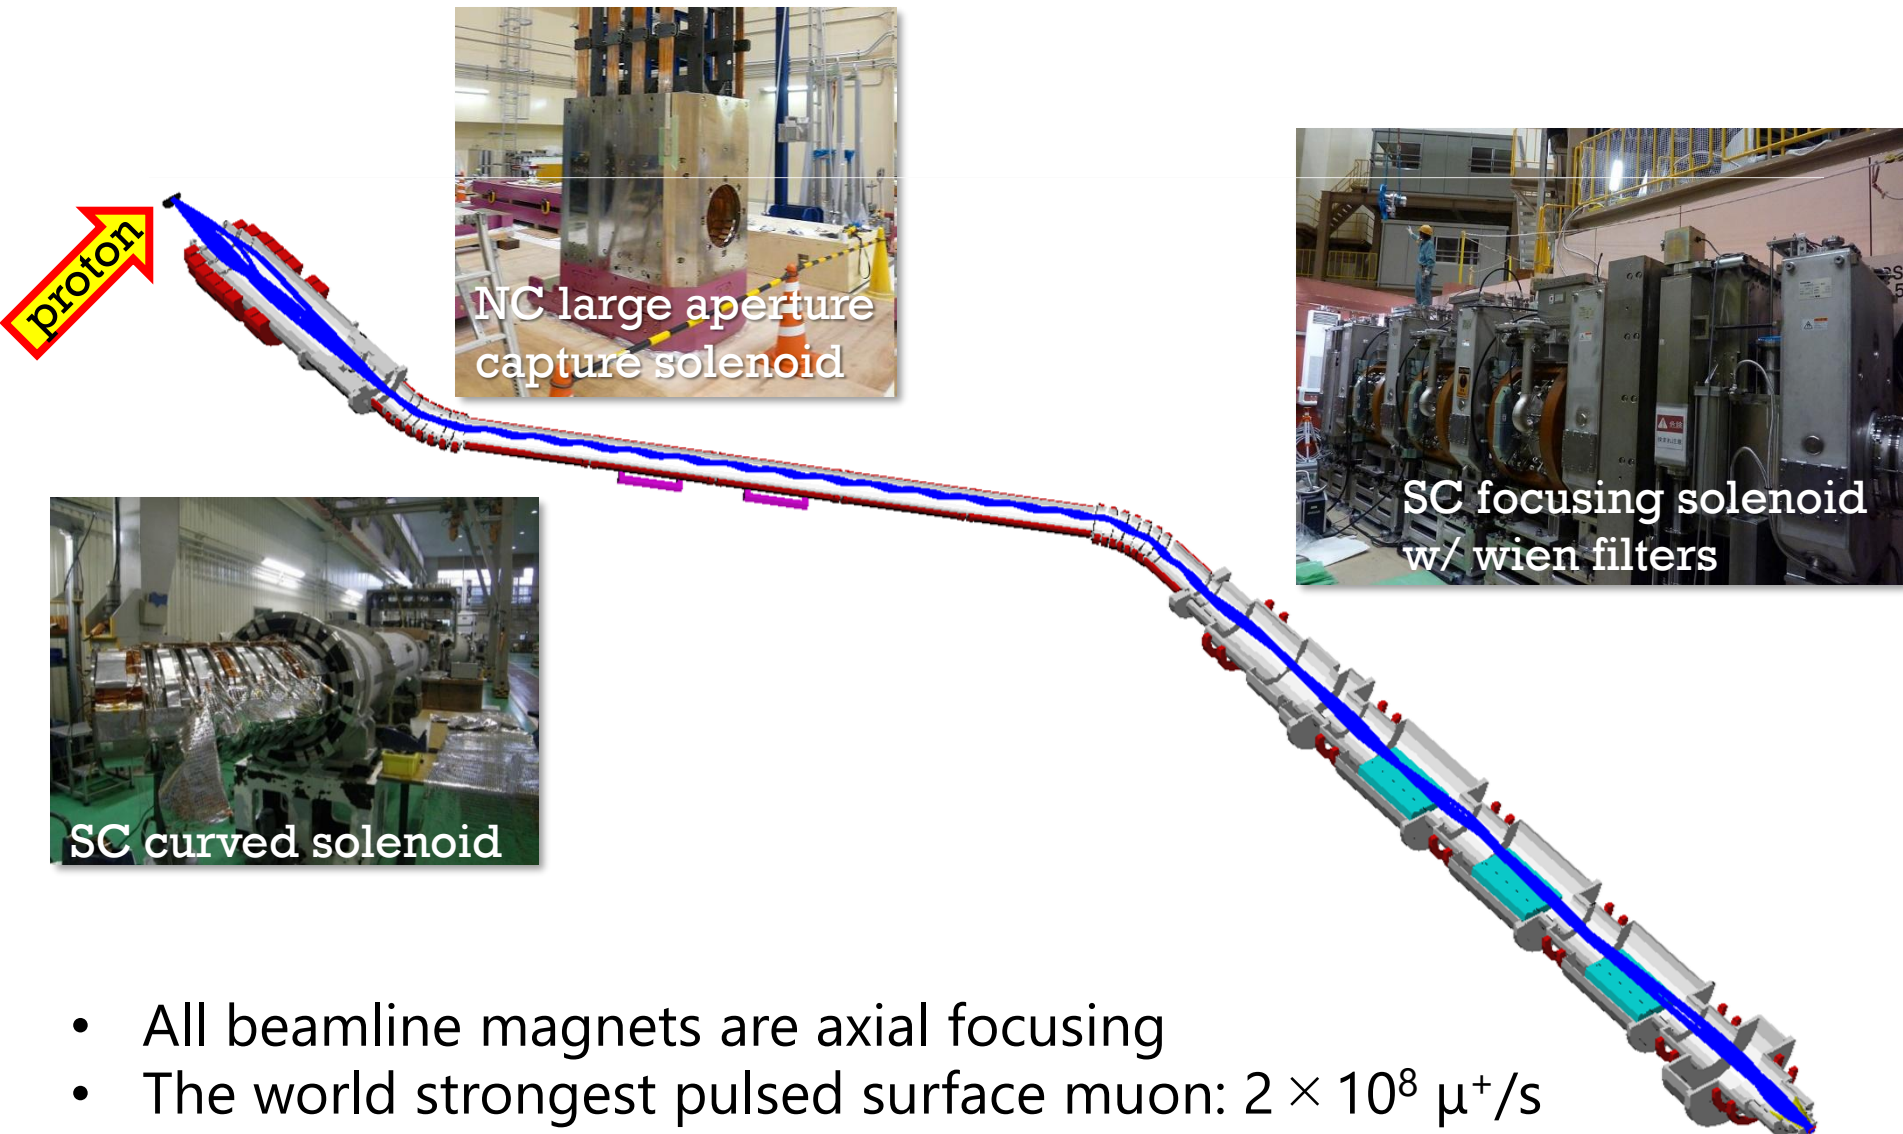 proton
NC large aperture
capture solenoid
SC focusing solenoid
w/ wien filters
SC curved solenoid
• All beamline magnets are axial focusing
• The world strongest pulsed surface muon: 2×10⁸ μ⁺/s